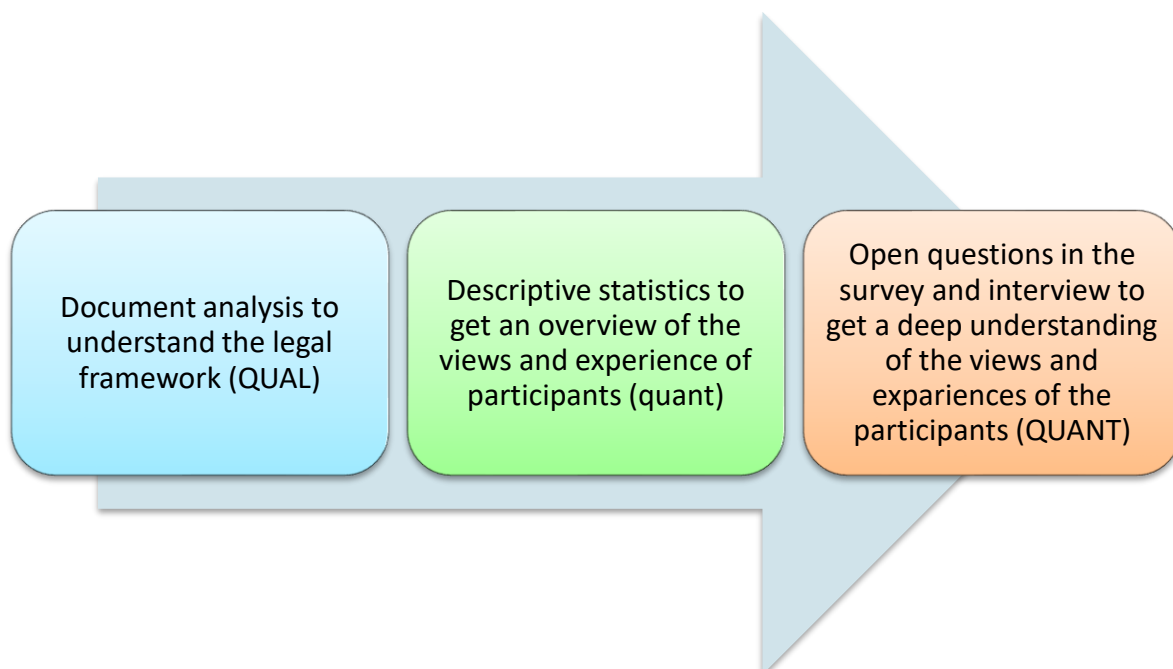 Document analysis to
understand the legal
framework (QUAL)
Descriptive statistics to
get an overview of the
views and experience of
participants (quant)
Open questions in the
survey and interview to
get a deep understanding
of the views and
expariences of the
participants (QUANT)